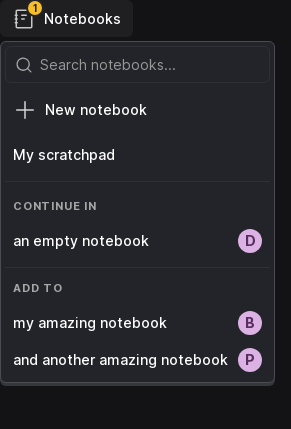 1
Notebooks
Search notebooks...
New notebook
My scratchpad
CONTINUE IN
an empty notebook D
ADD TO
my amazing notebook B
and another amazing notebook P